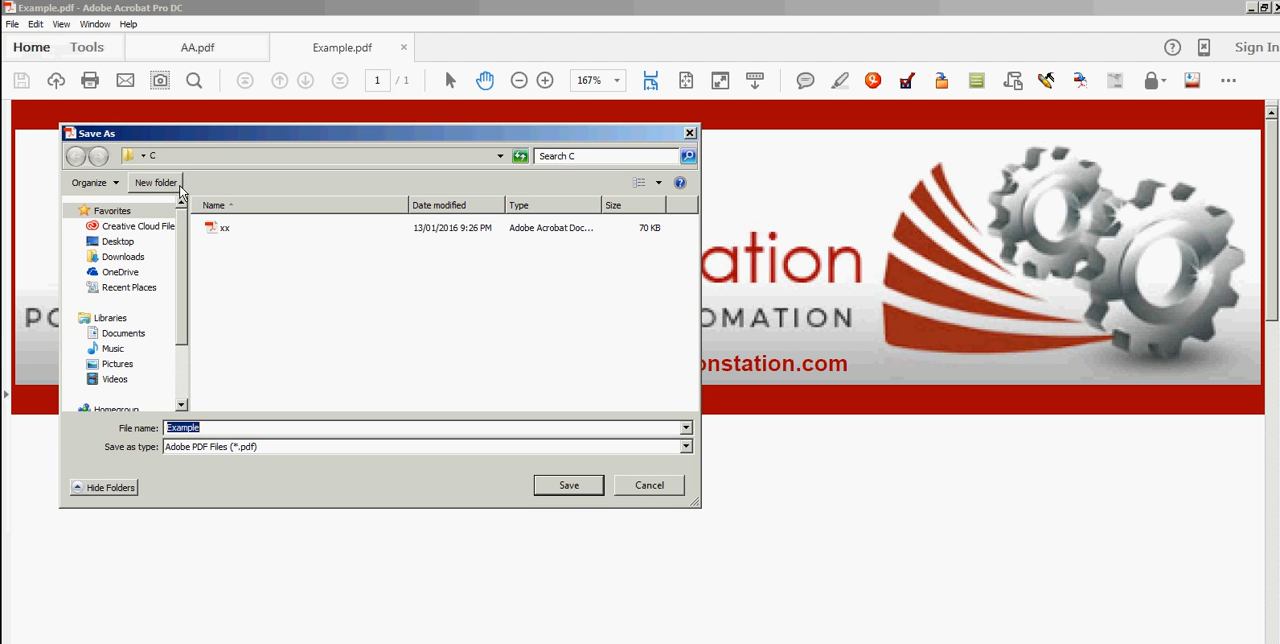 Example.pdf - Adobe Acrobat Pro DC
File Edit View Window Help
Home Tools AA.pdf Example.pdf × Sign In
1 / 1 167%
Save As
C Search C
Organize New folder
Favorites
Creative Cloud File
Desktop
Downloads
OneDrive
Recent Places
Libraries
Documents
Music
Pictures
Videos
Homegroup
Name Date modified Type Size
xx 13/01/2016 9:26 PM Adobe Acrobat Doc... 70 KB
File name: Example
Save as type: Adobe PDF Files (*.pdf)
Hide Folders Save Cancel
ation
PO OMATION
onstation.com